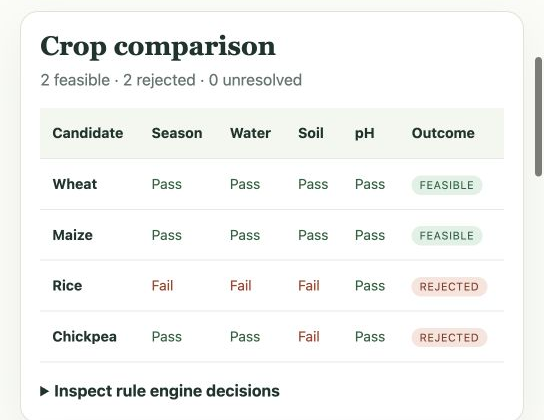 Crop comparison
2 feasible · 2 rejected · 0 unresolved
Candidate Season Water Soil pH Outcome
Wheat Pass Pass Pass Pass FEASIBLE
Maize Pass Pass Pass Pass FEASIBLE
Rice Fail Fail Fail Pass REJECTED
Chickpea Pass Pass Fail Pass REJECTED
▶ Inspect rule engine decisions